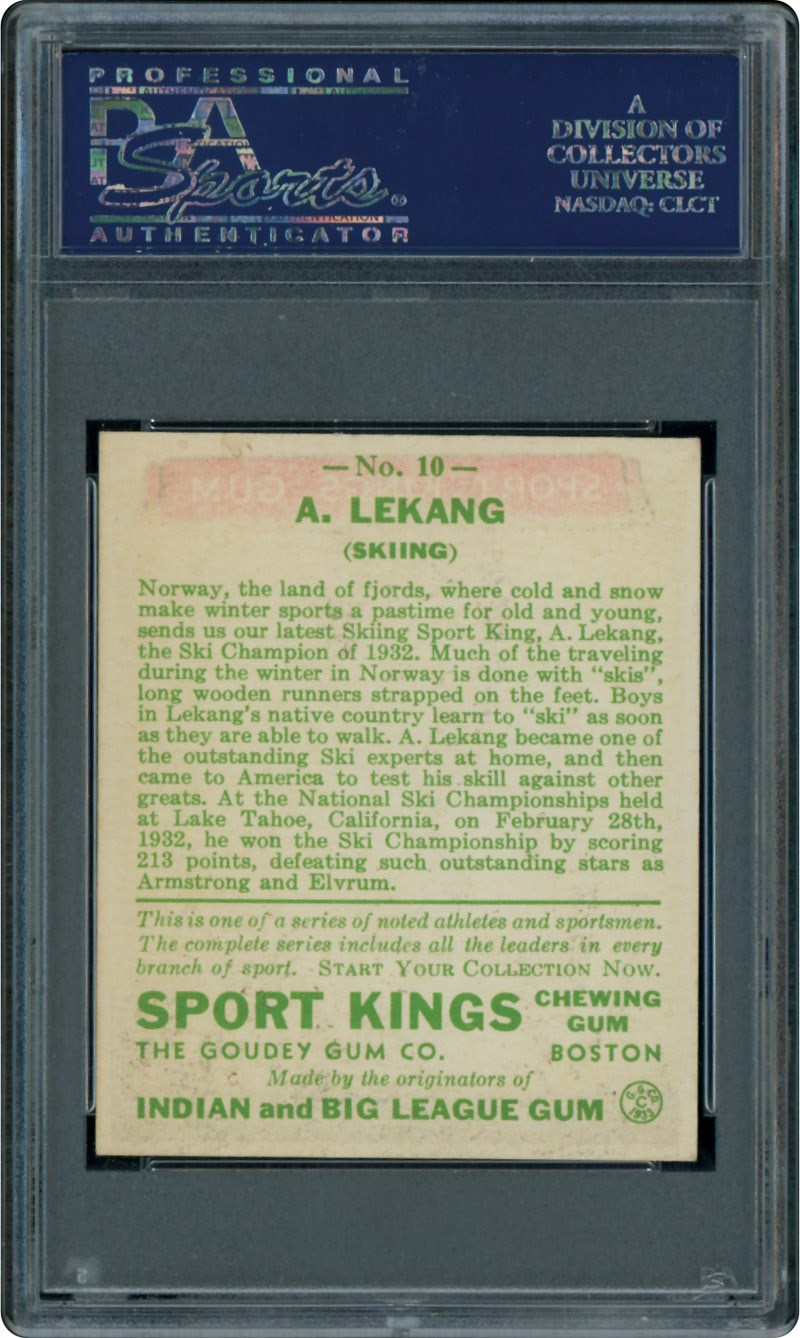 PROFESSIONAL
PSA
Sports®
AUTHENTICATOR
A
DIVISION OF
COLLECTORS
UNIVERSE
NASDAQ: CLCT
— No. 10 —
A. LEKANG
(SKIING)
Norway, the land of fjords, where cold and snow
make winter sports a pastime for old and young,
sends us our latest Skiing Sport King, A. Lekang,
the Ski Champion of 1932. Much of the traveling
during the winter in Norway is done with "skis",
long wooden runners strapped on the feet. Boys
in Lekang's native country learn to "ski" as soon
as they are able to walk. A. Lekang became one of
the outstanding Ski experts at home, and then
came to America to test his skill against other
greats. At the National Ski Championships held
at Lake Tahoe, California, on February 28th,
1932, he won the Ski Championship by scoring
213 points, defeating such outstanding stars as
Armstrong and Elvrum.
This is one of a series of noted athletes and sportsmen.
The complete series includes all the leaders in every
branch of sport. START YOUR COLLECTION NOW.
SPORT KINGS CHEWING GUM
THE GOUDEY GUM CO. BOSTON
Made by the originators of
INDIAN and BIG LEAGUE GUM